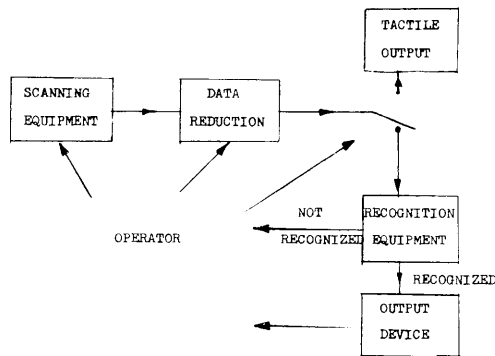 TACTILE
OUTPUT
SCANNING
EQUIPMENT
DATA
REDUCTION
OPERATOR
NOT
RECOGNIZED
RECOGNITION
EQUIPMENT
RECOGNIZED
OUTPUT
DEVICE